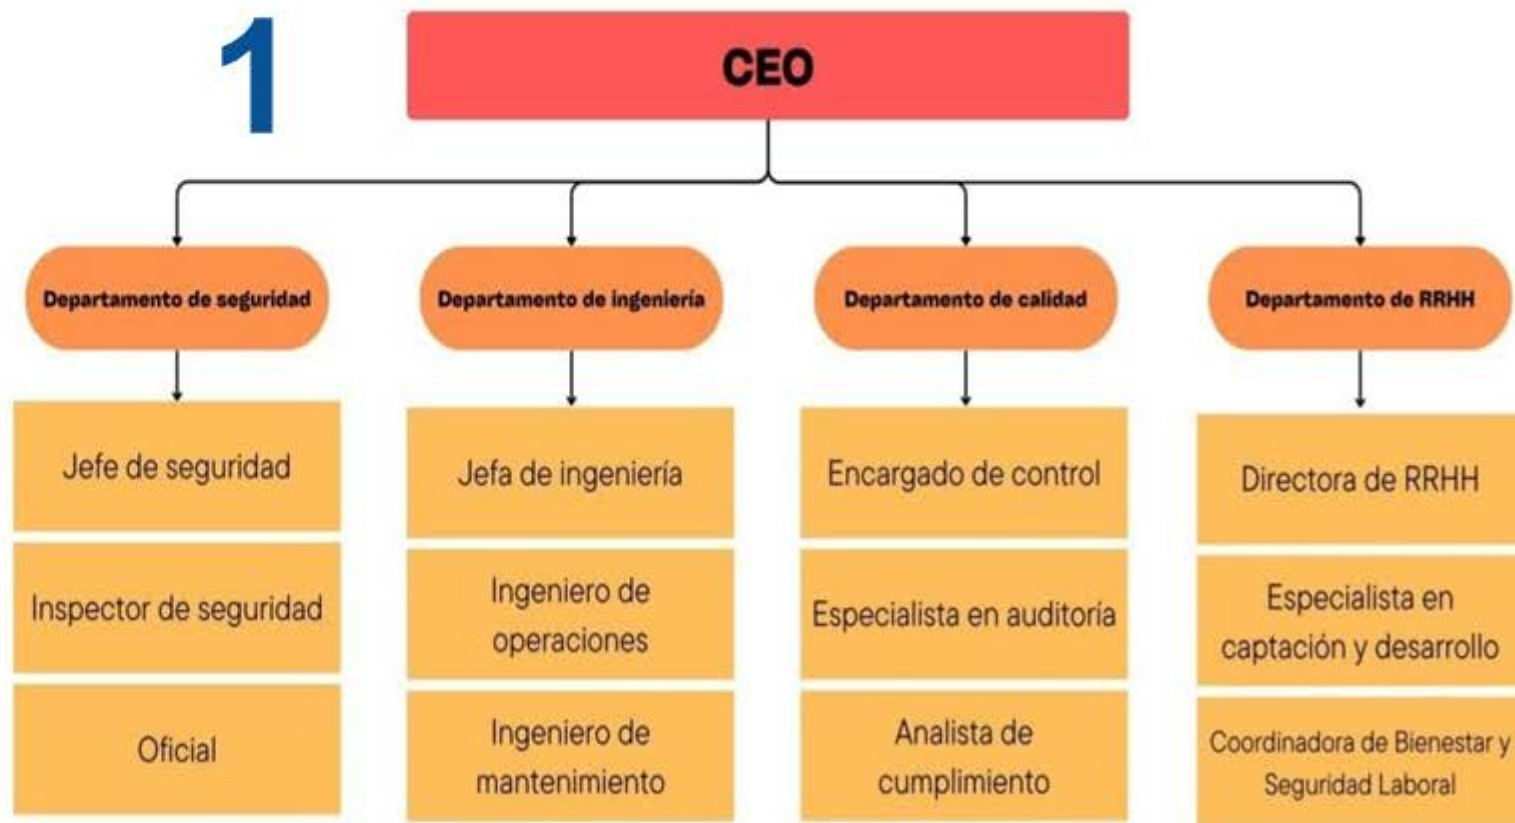 1
CEO
Departamento de seguridad
Departamento de ingeniería
Departamento de calidad
Departamento de RRHH
Jefe de seguridad
Inspector de seguridad
Oficial
Jefa de ingeniería
Ingeniero de
operaciones
Ingeniero de
mantenimiento
Encargado de control
Especialista en auditoría
Analista de
cumplimiento
Directora de RRHH
Especialista en
captación y desarrollo
Coordinadora de Bienestar y
Seguridad Laboral